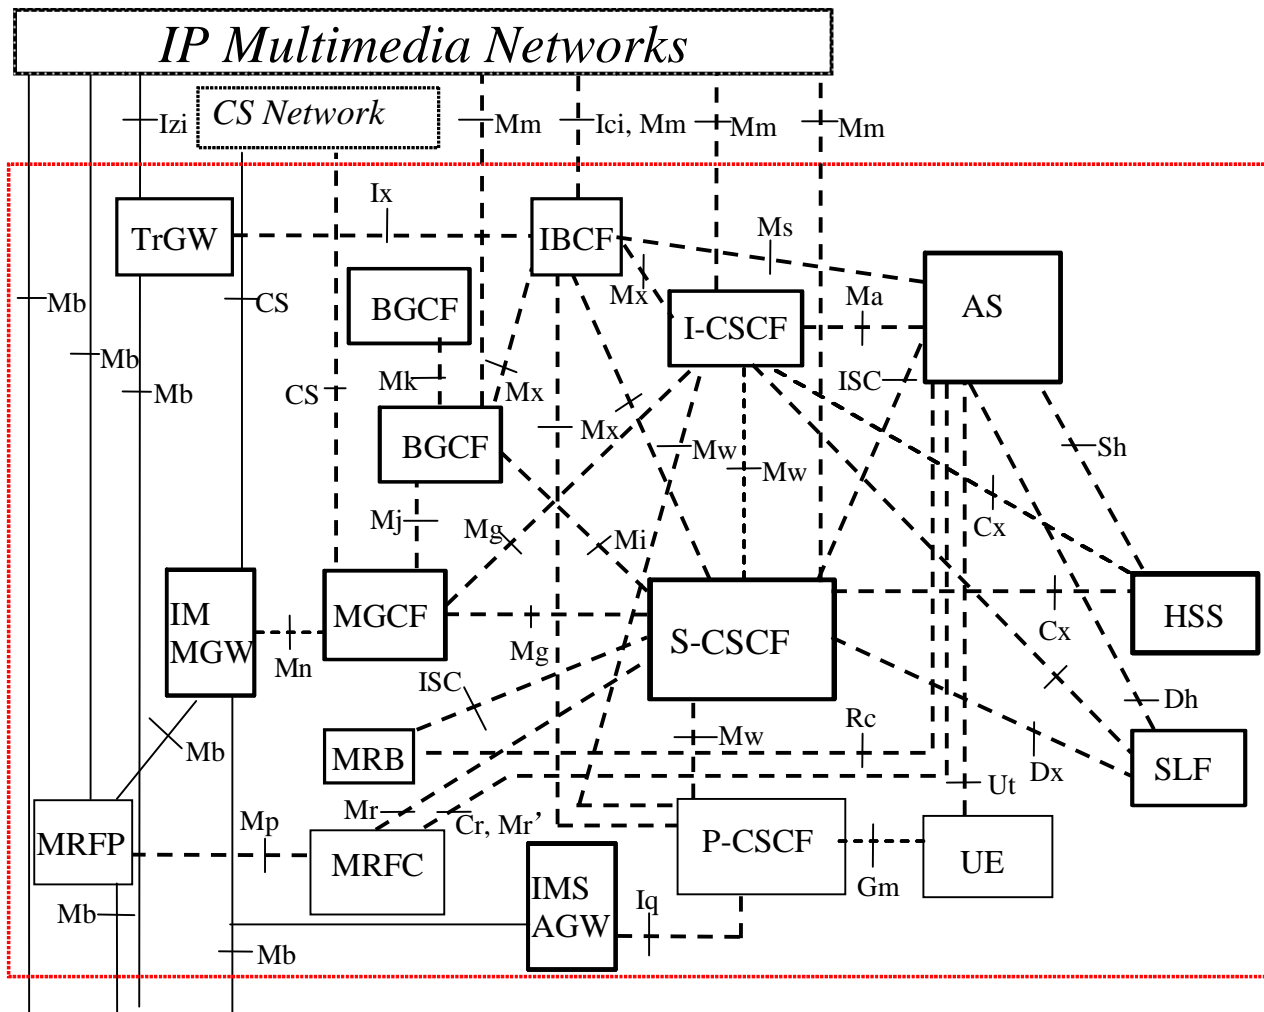 IP Multimedia Networks
CS Network
Izi
Mm
Ici, Mm
Mm
Mm
Ix
TrGW
IBCF
Ms
Mb
CS
BGCF
Mx
I-CSCF
Ma
AS
Mb
Mb
CS
Mk
Mx
ISC
BGCF
Mx
Mw
Mw
Sh
Mj
Mg
Mi
Cx
IM
MGW
MGCF
Mn
Mg
S-CSCF
Cx
HSS
ISC
Mb
MRB
Mw
Rc
Dh
Dx
SLF
Ut
MRFP
Mp
Mr
Cr, Mr’
MRFC
P-CSCF
Gm
UE
IMS
AGW
Iq
Mb
Mb